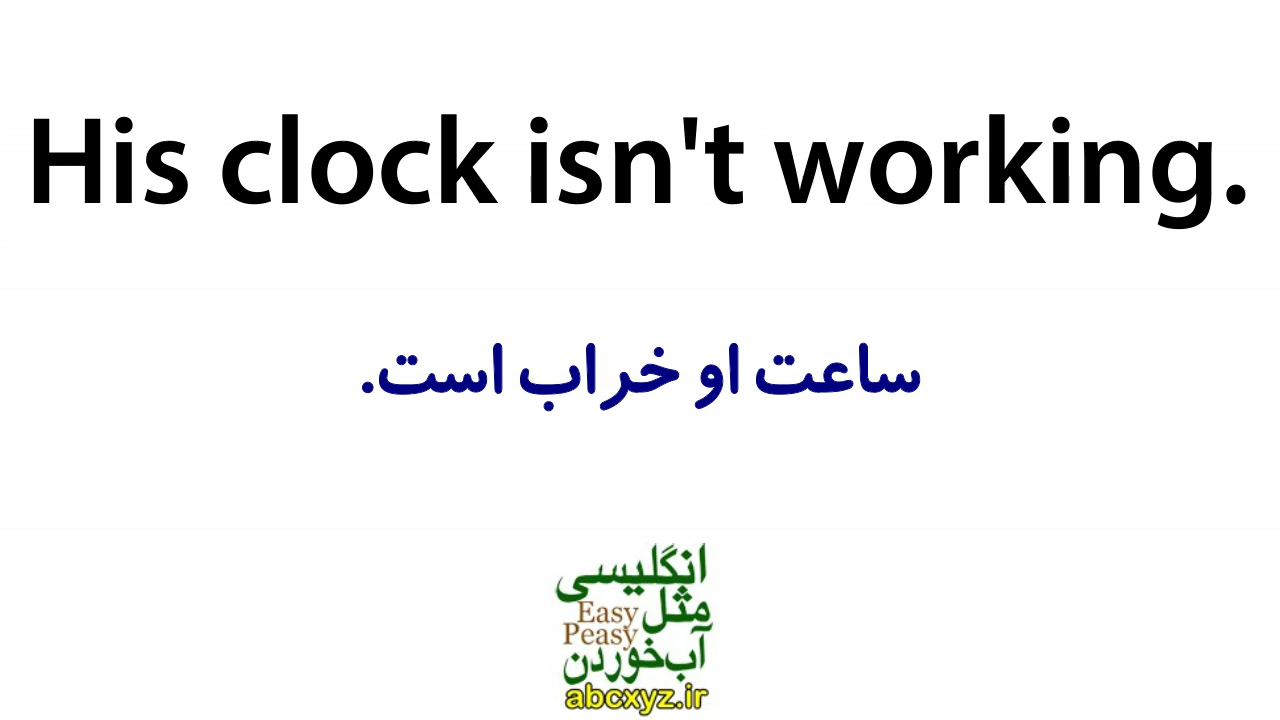 His clock isn't working.
ساعت او خراب است.
انگلیسی
مثل Easy
Peasy
آب‌خوردن
abcxyz.ir